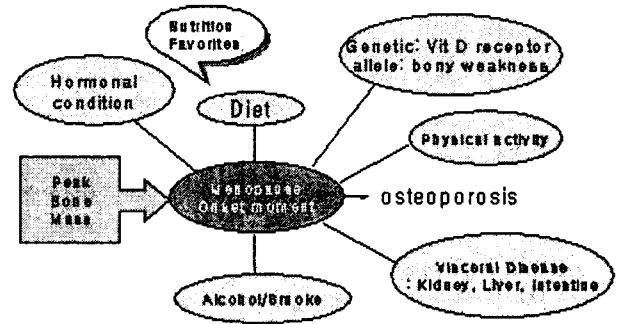 Nutrition
Favorites
Genetic: Vit D receptor
allele: bony weakness
Hormonal
condition
Diet
Physical activity
Peak
Bone
Mass
Menopause
Onset moment
osteoporosis
Visceral Disease
: Kidney, Liver, Intestine
Alcohol/Smoke